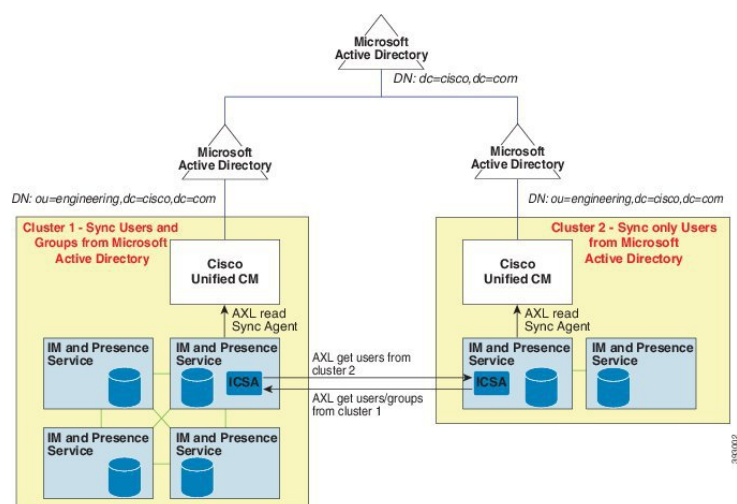 Microsoft
Active Directory
DN: dc=cisco,dc=com
Microsoft
Active Directory
Microsoft
Active Directory
DN: ou=engineering,dc=cisco,dc=com
DN: ou=engineering,dc=cisco,dc=com
Cluster 1 - Sync Users and
Groups from Microsoft
Active Directory
Cisco
Unified CM
AXL read
Sync Agent
IM and Presence
Service
IM and Presence
Service
ICSA
IM and Presence
Service
IM and Presence
Service
AXL get users from
cluster 2
AXL get users/groups
from cluster 1
Cluster 2 - Sync only Users
from Microsoft
Active Directory
Cisco
Unified CM
AXL read
Sync Agent
IM and Presence
Service
ICSA
IM and Presence
Service